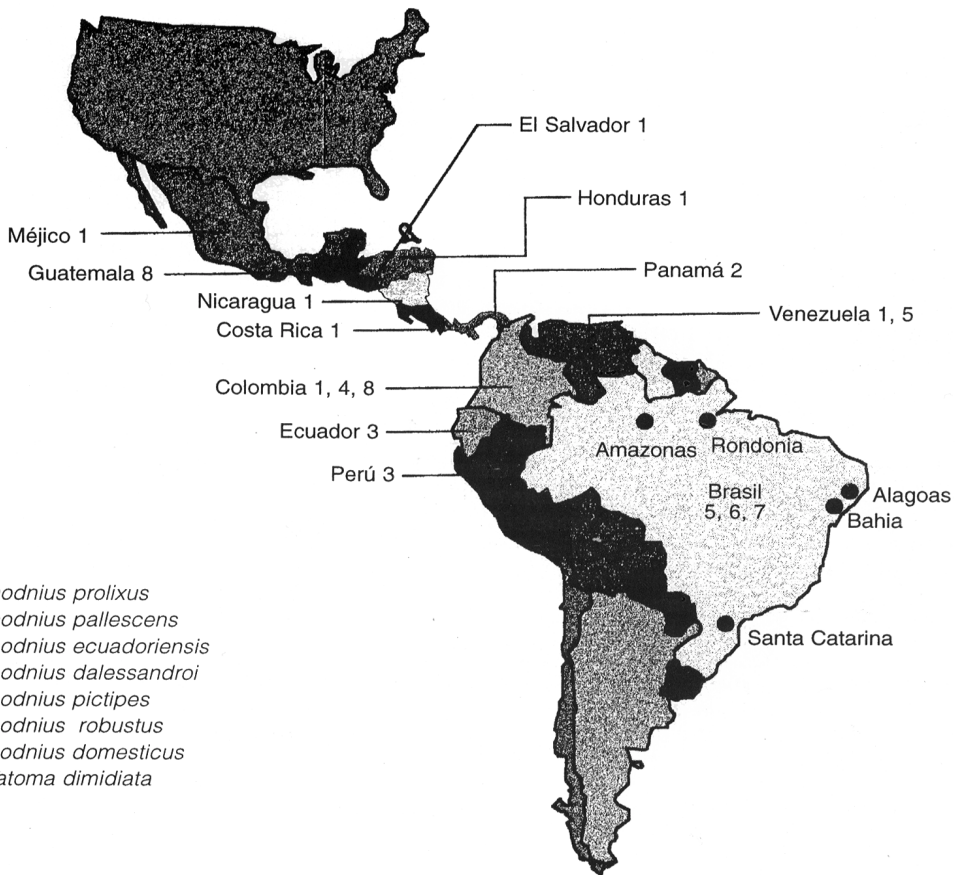 El Salvador 1
Honduras 1
Méjico 1
Guatemala 8
Panamá 2
Nicaragua 1
Venezuela 1, 5
Costa Rica 1
Colombia 1, 4, 8
Ecuador 3
Amazonas
Rondonia
Perú 3
Brasil
5, 6, 7
Alagoas
Bahia
odnius prolixus
odnius pallescens
Santa Catarina
odnius ecuadoriensis
odnius dalessandroi
odnius pictipes
odnius robustus
odnius domesticus
atoma dimidiata